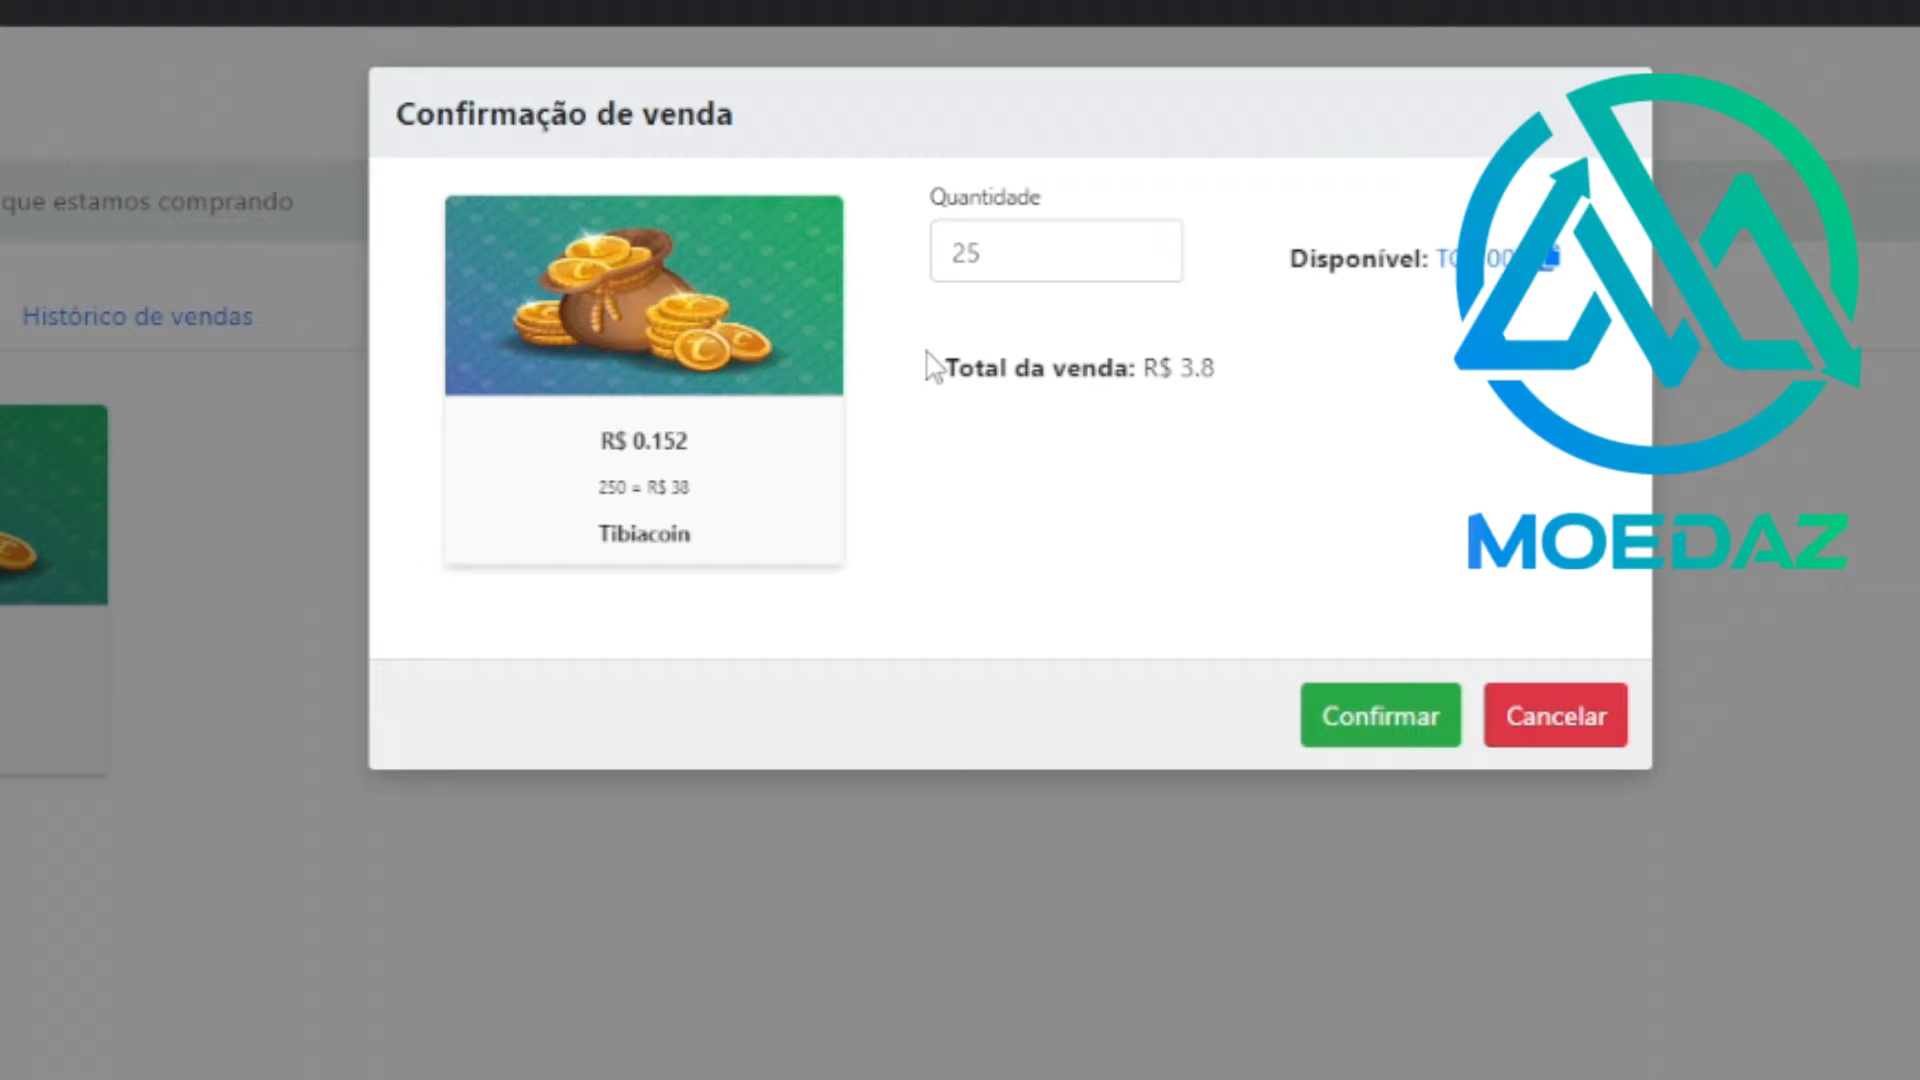 Confirmação de venda
que estamos comprando
Histórico de vendas
Quantidade
25
Disponível:
Total da venda: R$ 3.8
R$ 0.152
250 = R$ 38
Tibiacoin
MOEDAZ
Confirmar
Cancelar